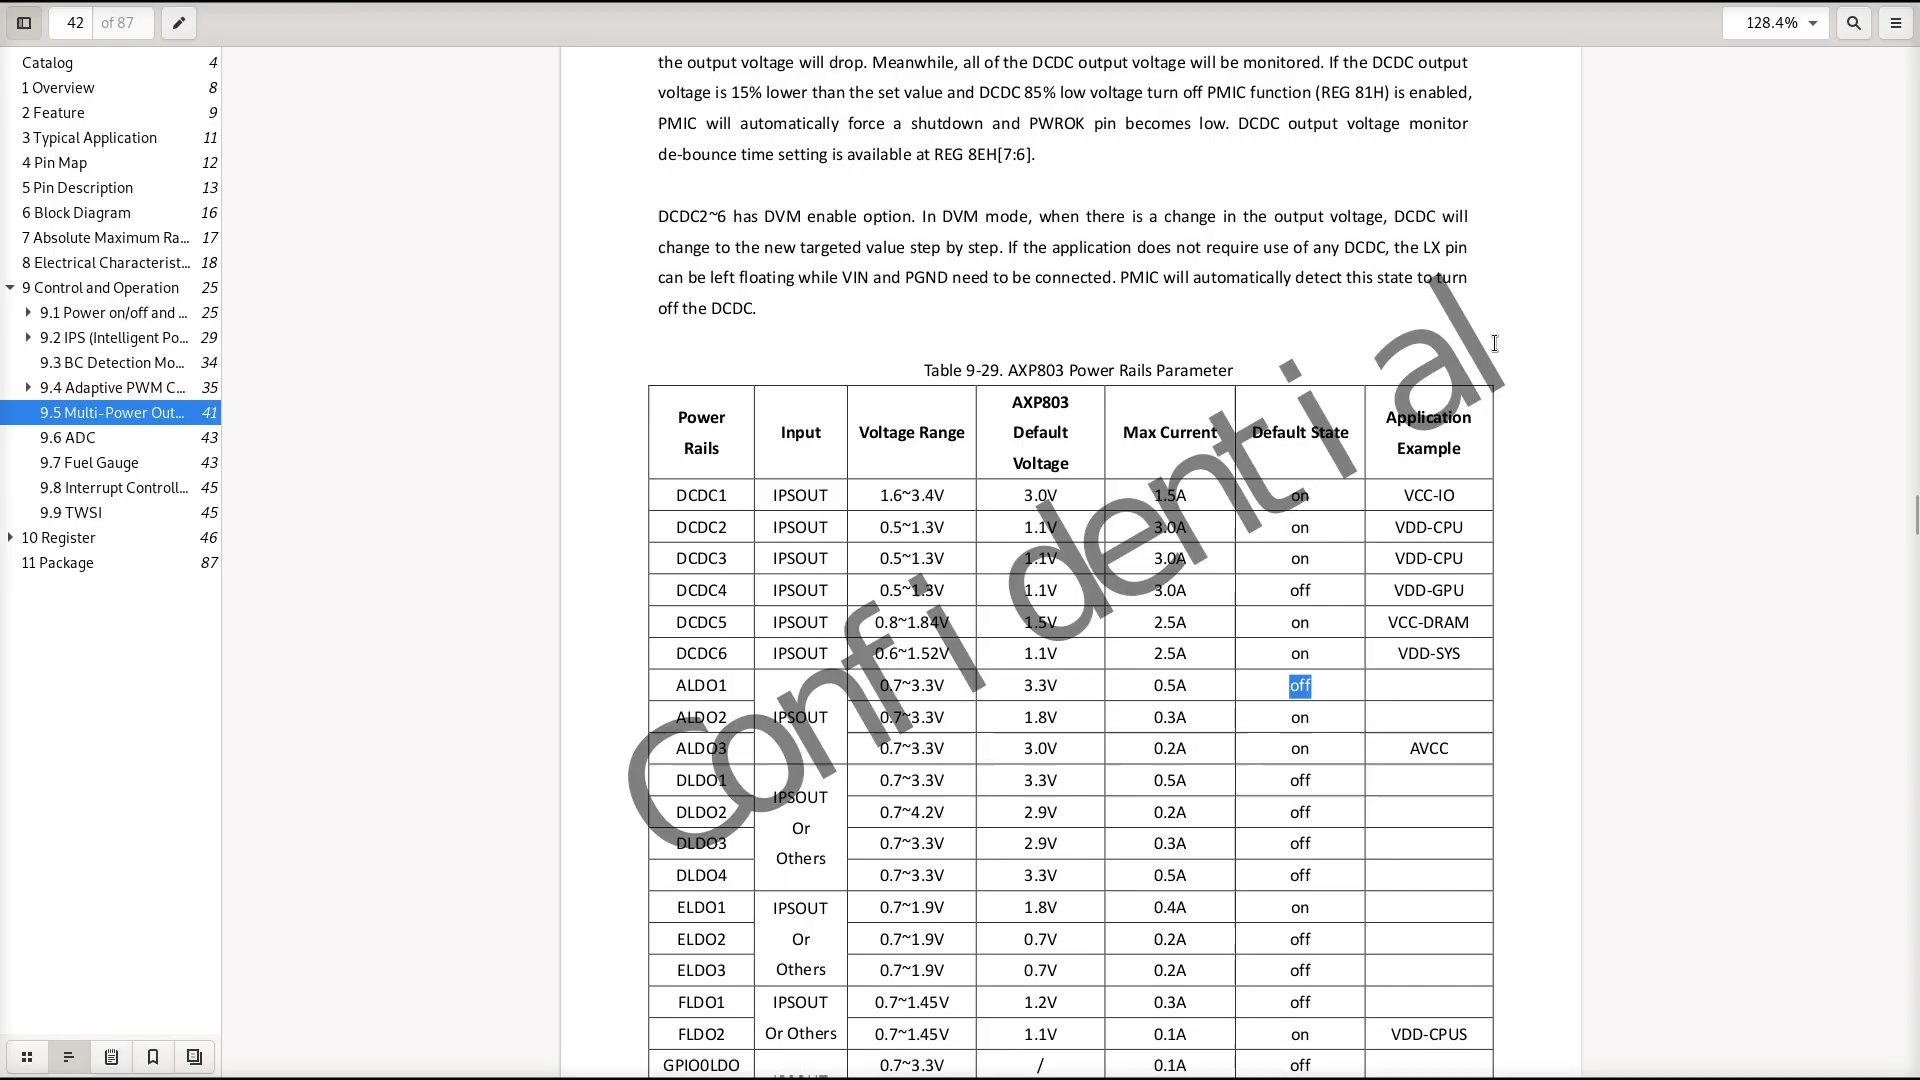 42 of 87
128.4%
Catalog 4
1 Overview 8
2 Feature 9
3 Typical Application 11
4 Pin Map 12
5 Pin Description 13
6 Block Diagram 16
7 Absolute Maximum Ra... 17
8 Electrical Characterist... 18
9 Control and Operation 25
9.1 Power on/off and ... 25
9.2 IPS (Intelligent Po... 29
9.3 BC Detection Mo... 34
9.4 Adaptive PWM C... 35
9.5 Multi-Power Out... 41
9.6 ADC 43
9.7 Fuel Gauge 43
9.8 Interrupt Controll... 45
9.9 TWSI 45
10 Register 46
11 Package 87
the output voltage will drop. Meanwhile, all of the DCDC output voltage will be monitored. If the DCDC output
voltage is 15% lower than the set value and DCDC 85% low voltage turn off PMIC function (REG 81H) is enabled,
PMIC will automatically force a shutdown and PWROK pin becomes low. DCDC output voltage monitor
de-bounce time setting is available at REG 8EH[7:6].
DCDC2~6 has DVM enable option. In DVM mode, when there is a change in the output voltage, DCDC will
change to the new targeted value step by step. If the application does not require use of any DCDC, the LX pin
can be left floating while VIN and PGND need to be connected. PMIC will automatically detect this state to turn
off the DCDC.
Table 9-29. AXP803 Power Rails Parameter
Power Rails Input Voltage Range AXP803 Default Voltage Max Current Default State Application Example
DCDC1 IPSOUT 1.6~3.4V 3.0V 1.5A on VCC-IO
DCDC2 IPSOUT 0.5~1.3V 1.1V 3.0A on VDD-CPU
DCDC3 IPSOUT 0.5~1.3V 1.1V 3.0A on VDD-CPU
DCDC4 IPSOUT 0.5~1.3V 1.1V 3.0A off VDD-GPU
DCDC5 IPSOUT 0.8~1.84V 1.5V 2.5A on VCC-DRAM
DCDC6 IPSOUT 0.6~1.52V 1.1V 2.5A on VDD-SYS
ALDO1 0.7~3.3V 3.3V 0.5A off
ALDO2 IPSOUT 0.7~3.3V 1.8V 0.3A on
ALDO3 0.7~3.3V 3.0V 0.2A on AVCC
DLDO1 0.7~3.3V 3.3V 0.5A off
IPSOUT
DLDO2 0.7~4.2V 2.9V 0.2A off
Or
DLDO3 0.7~3.3V 2.9V 0.3A off
Others
DLDO4 0.7~3.3V 3.3V 0.5A off
ELDO1 IPSOUT 0.7~1.9V 1.8V 0.4A on
ELDO2 Or 0.7~1.9V 0.7V 0.2A off
ELDO3 Others 0.7~1.9V 0.7V 0.2A off
FLDO1 IPSOUT 0.7~1.45V 1.2V 0.3A off
FLDO2 Or Others 0.7~1.45V 1.1V 0.1A on VDD-CPUS
GPIO0LDO 0.7~3.3V / 0.1A off
Confidential